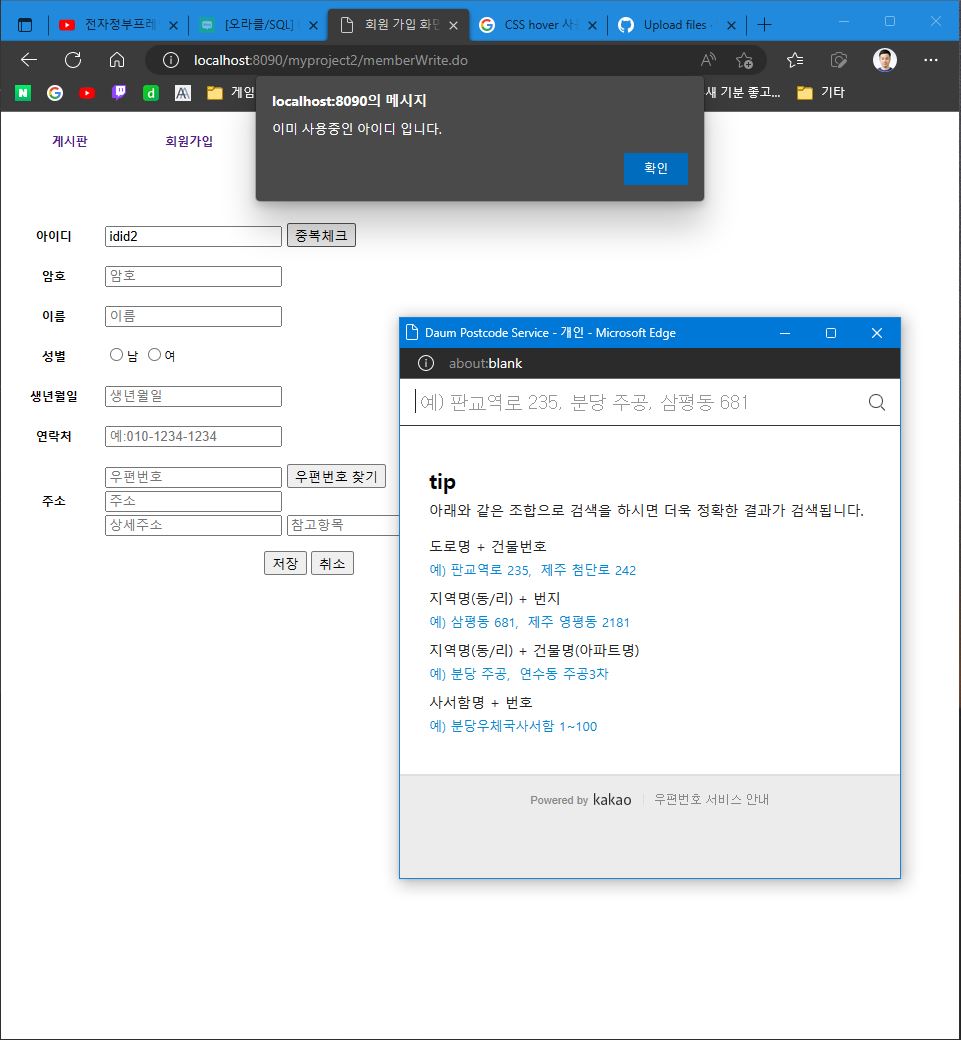 전자정부프레
[오라클/SQL]
회원 가입 화면
CSS hover 사용
Upload files ·
localhost:8090/myproject2/memberWrite.do
게임
새 기분 좋고...
기타
localhost:8090의 메시지
이미 사용중인 아이디 입니다.
확인
게시판 회원가입
아이디 idid2 중복체크
암호 암호
이름 이름
성별 남 여
생년월일 생년월일
연락처 예:010-1234-1234
우편번호 우편번호 찾기
주소 주소
상세주소 참고항목
저장 취소
Daum Postcode Service - 개인 - Microsoft Edge
about:blank
예) 판교역로 235, 분당 주공, 삼평동 681
tip
아래와 같은 조합으로 검색을 하시면 더욱 정확한 결과가 검색됩니다.
도로명 + 건물번호
예) 판교역로 235, 제주 첨단로 242
지역명(동/리) + 번지
예) 삼평동 681, 제주 영평동 2181
지역명(동/리) + 건물명(아파트명)
예) 분당 주공, 연수동 주공3차
사서함명 + 번호
예) 분당우체국사서함 1~100
Powered by kakao 우편번호 서비스 안내